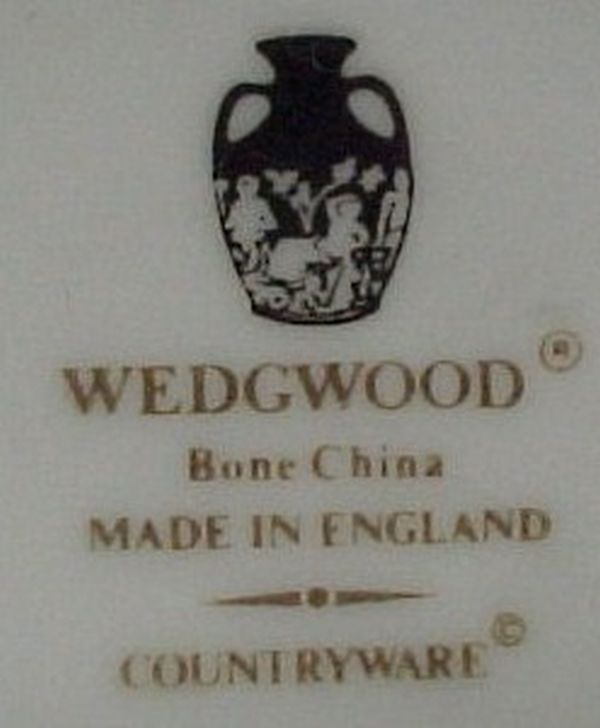 WEDGWOOD ®
Bone China
MADE IN ENGLAND
COUNTRYWARE ©